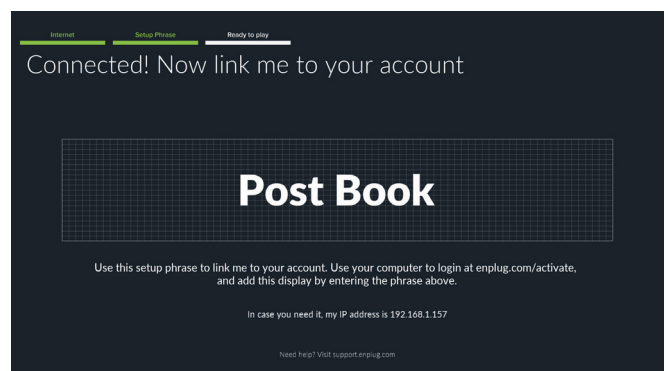 Internet
Setup Phrase
Ready to play
Connected! Now link me to your account
Post Book
Use this setup phrase to link me to your account. Use your computer to login at enplug.com/activate,
and add this display by entering the phrase above.
In case you need it, my IP address is 192.168.1.157
Need help? Visit support.enplug.com